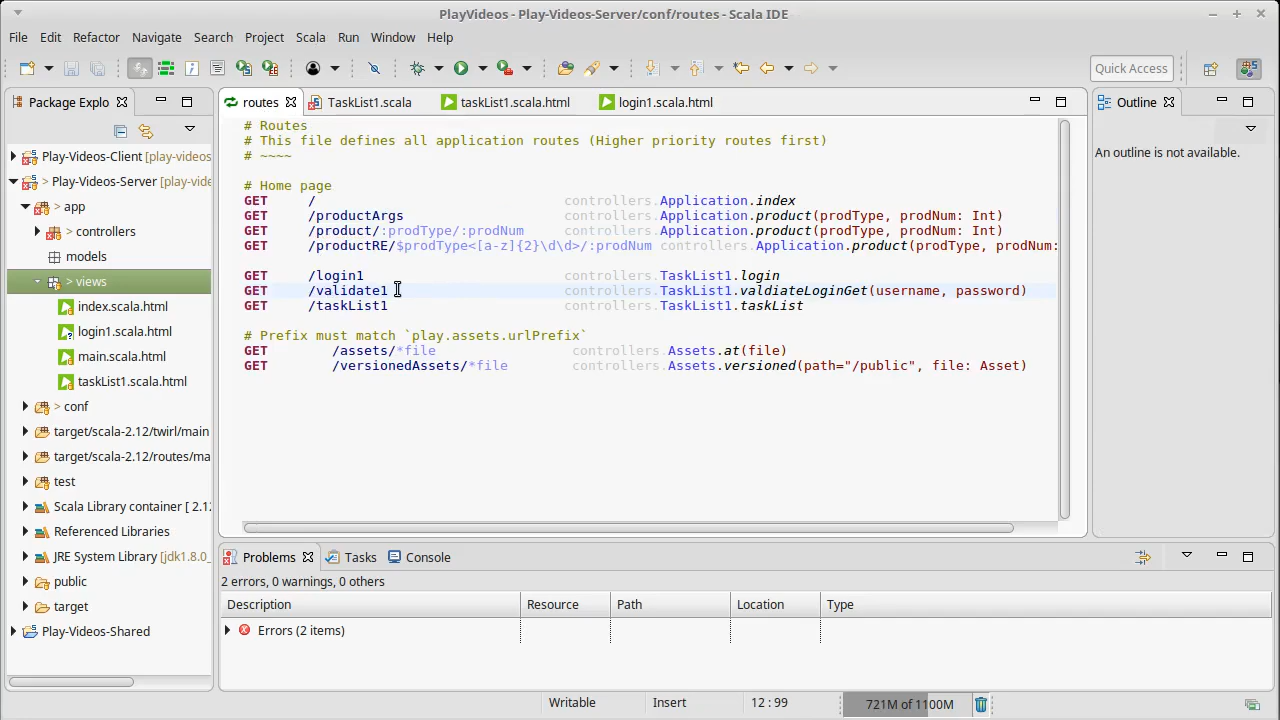 PlayVideos - Play-Videos-Server/conf/routes - Scala IDE
File Edit Refactor Navigate Search Project Scala Run Window Help
Quick Access
Package Explo
routes TaskList1.scala taskList1.scala.html login1.scala.html
Outline
An outline is not available.
Play-Videos-Client [play-videos
> Play-Videos-Server [play-vide
> app
> controllers
models
> views
index.scala.html
login1.scala.html
main.scala.html
taskList1.scala.html
> conf
target/scala-2.12/twirl/main
target/scala-2.12/routes/ma
test
Scala Library container [ 2.12
Referenced Libraries
JRE System Library [jdk1.8.0_
public
target
Play-Videos-Shared
# Routes
# This file defines all application routes (Higher priority routes first)
# ~~~~
# Home page
GET / controllers.Application.index
GET /productArgs controllers.Application.product(prodType, prodNum: Int)
GET /product/:prodType/:prodNum controllers.Application.product(prodType, prodNum: Int)
GET /productRE/$prodType<[a-z]{2}\d\d>/:prodNum controllers.Application.product(prodType, prodNum:
GET /login1 controllers.TaskList1.login
GET /validate1 controllers.TaskList1.valdiateLoginGet(username, password)
GET /taskList1 controllers.TaskList1.taskList
# Prefix must match `play.assets.urlPrefix`
GET /assets/*file controllers.Assets.at(file)
GET /versionedAssets/*file controllers.Assets.versioned(path="/public", file: Asset)
Problems Tasks Console
2 errors, 0 warnings, 0 others
Description Resource Path Location Type
Errors (2 items)
Writable Insert 12 : 99 721M of 1100M